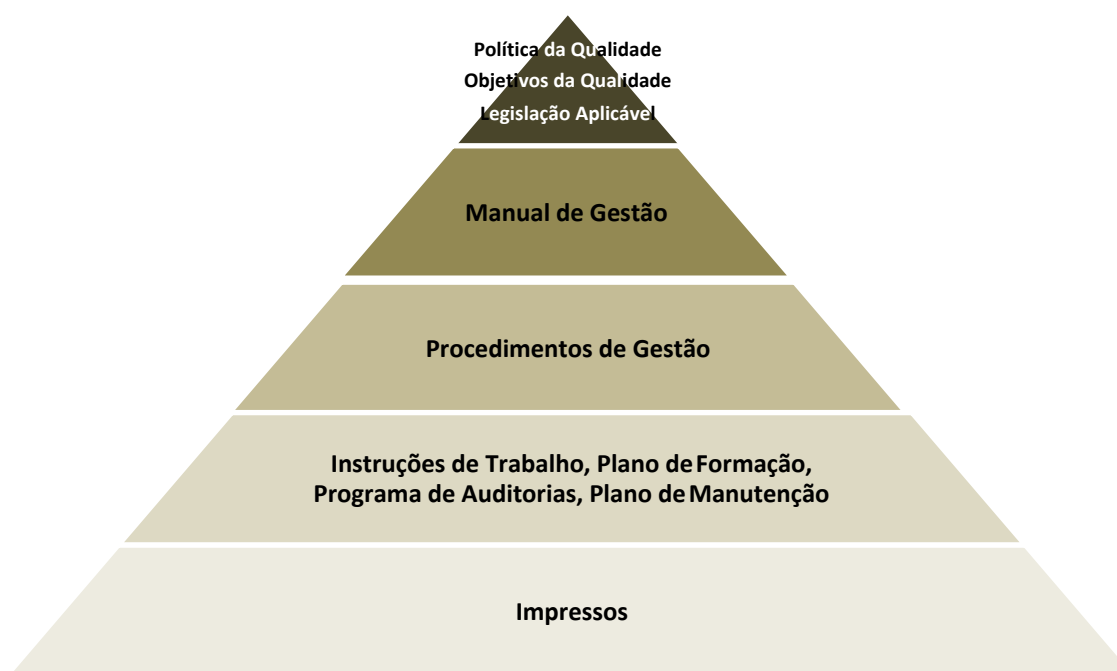 Política da Qualidade
Objetivos da Qualidade
Legislação Aplicável
Manual de Gestão
Procedimentos de Gestão
Instruções de Trabalho, Plano de Formação,
Programa de Auditorias, Plano de Manutenção
Impressos